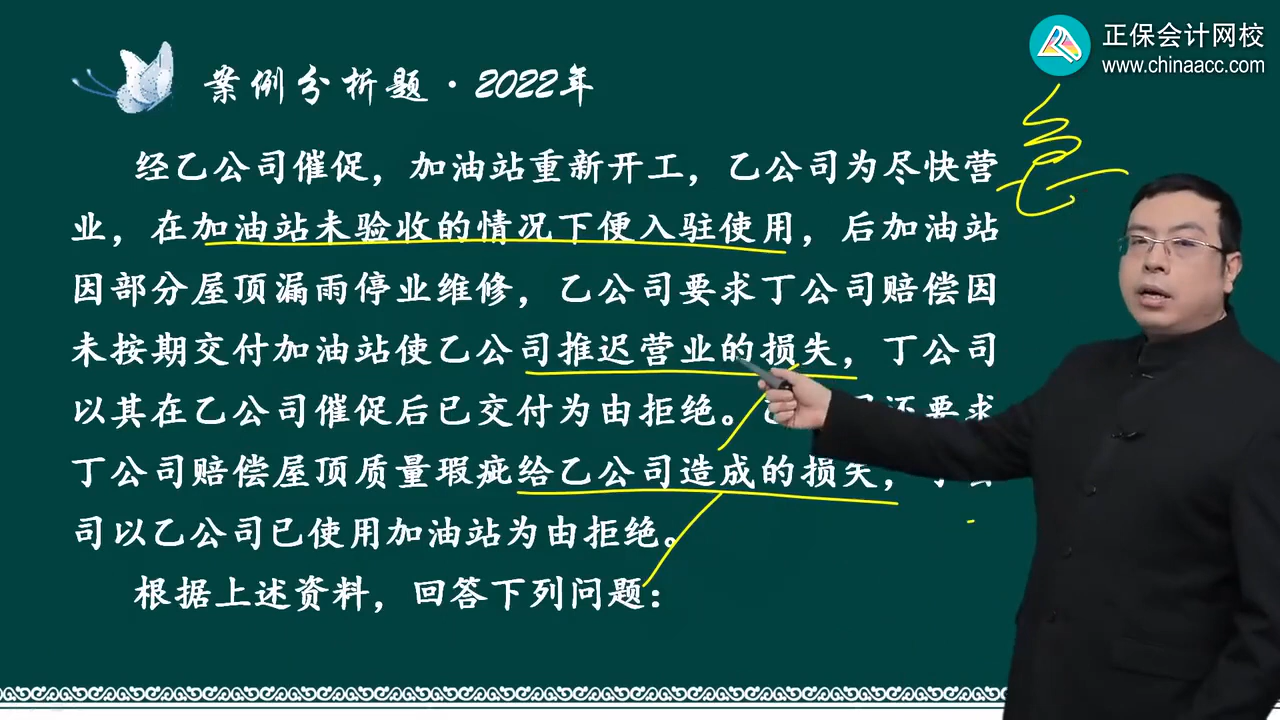 正保会计网校
www.chinaacc.com
案例分析题·2022年
经乙公司催促，加油站重新开工，乙公司为尽快营
业，在加油站未验收的情况下便入驻使用，后加油站
因部分屋顶漏雨停业维修，乙公司要求丁公司赔偿因
未按期交付加油站使乙公司推迟营业的损失，丁公司
以其在乙公司催促后已交付为由拒绝。
丁公司赔偿屋顶质量瑕疵给乙公司造成的损失，
司以乙公司已使用加油站为由拒绝。
根据上述资料，回答下列问题：